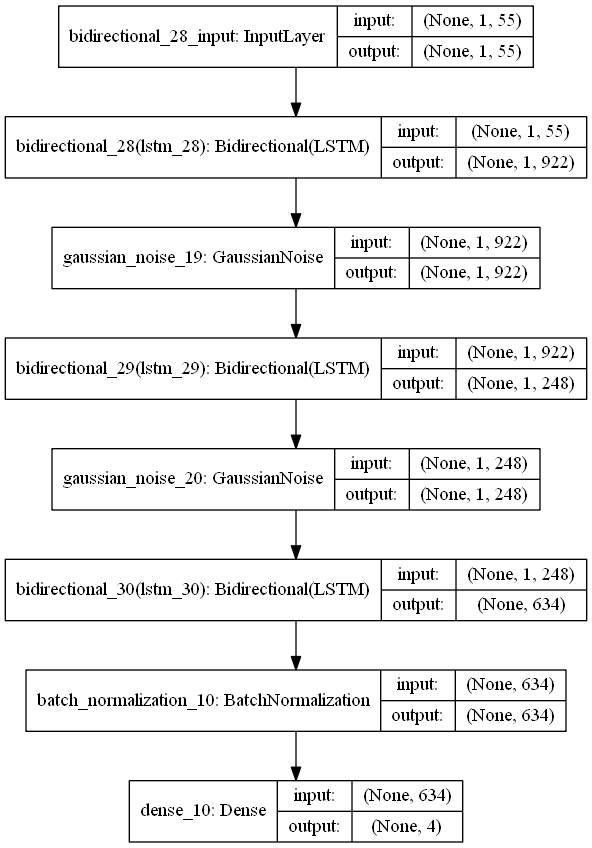 bidirectional_28_input: InputLayer
input: (None, 1, 55)
output: (None, 1, 55)
bidirectional_28(lstm_28): Bidirectional(LSTM)
input: (None, 1, 55)
output: (None, 1, 922)
gaussian_noise_19: GaussianNoise
input: (None, 1, 922)
output: (None, 1, 922)
bidirectional_29(lstm_29): Bidirectional(LSTM)
input: (None, 1, 922)
output: (None, 1, 248)
gaussian_noise_20: GaussianNoise
input: (None, 1, 248)
output: (None, 1, 248)
bidirectional_30(lstm_30): Bidirectional(LSTM)
input: (None, 1, 248)
output: (None, 634)
batch_normalization_10: BatchNormalization
input: (None, 634)
output: (None, 634)
dense_10: Dense
input: (None, 634)
output: (None, 4)